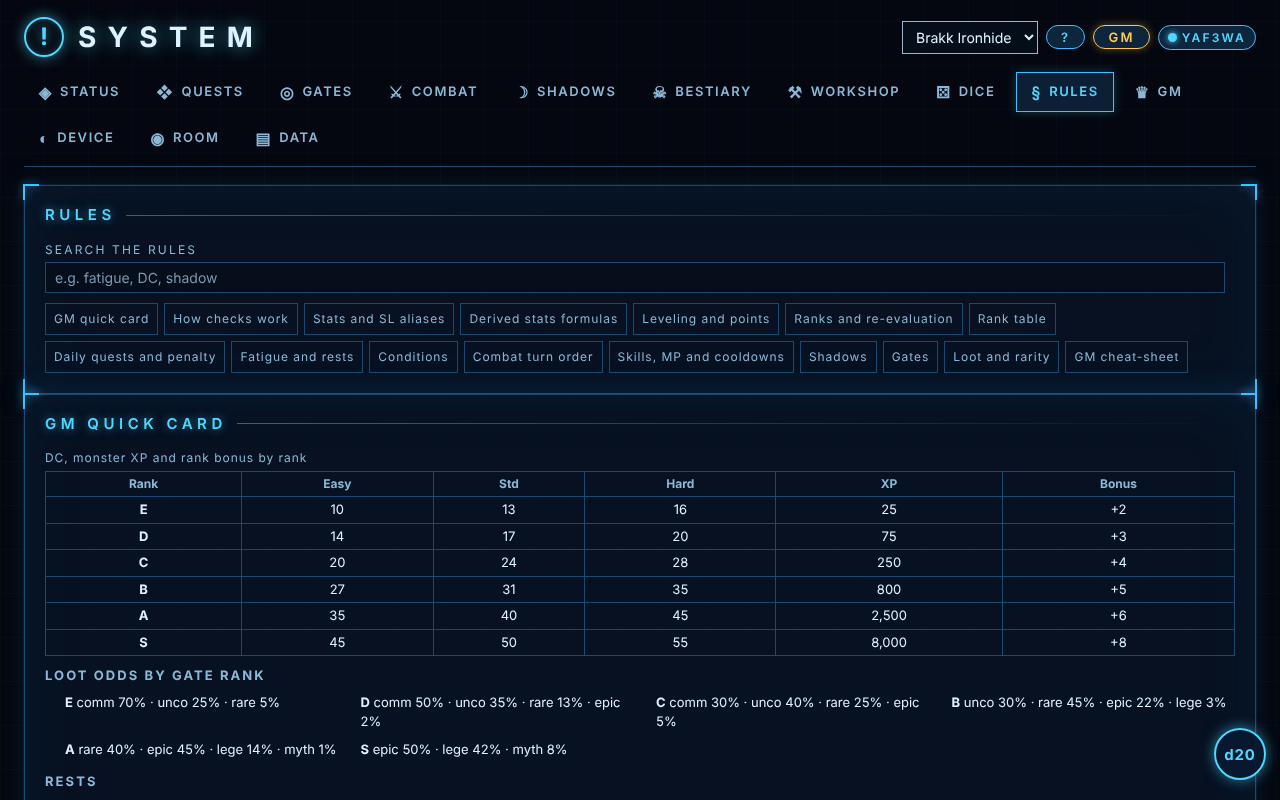 ! SYSTEM
Brakk Ironhide ? GM YAF3WA
STATUS QUESTS GATES COMBAT SHADOWS BESTIARY WORKSHOP DICE § RULES GM
DEVICE ROOM DATA
RULES
SEARCH THE RULES
e.g. fatigue, DC, shadow
GM quick card How checks work Stats and SL aliases Derived stats formulas Leveling and points Ranks and re-evaluation Rank table
Daily quests and penalty Fatigue and rests Conditions Combat turn order Skills, MP and cooldowns Shadows Gates Loot and rarity GM cheat-sheet
GM QUICK CARD
DC, monster XP and rank bonus by rank
Rank Easy Std Hard XP Bonus
E 10 13 16 25 +2
D 14 17 20 75 +3
C 20 24 28 250 +4
B 27 31 35 800 +5
A 35 40 45 2,500 +6
S 45 50 55 8,000 +8
LOOT ODDS BY GATE RANK
E comm 70% · unco 25% · rare 5%
D comm 50% · unco 35% · rare 13% · epic
2%
C comm 30% · unco 40% · rare 25% · epic
5%
B unco 30% · rare 45% · epic 22% · lege 3%
A rare 40% · epic 45% · lege 14% · myth 1%
S epic 50% · lege 42% · myth 8%
d20
RESTS